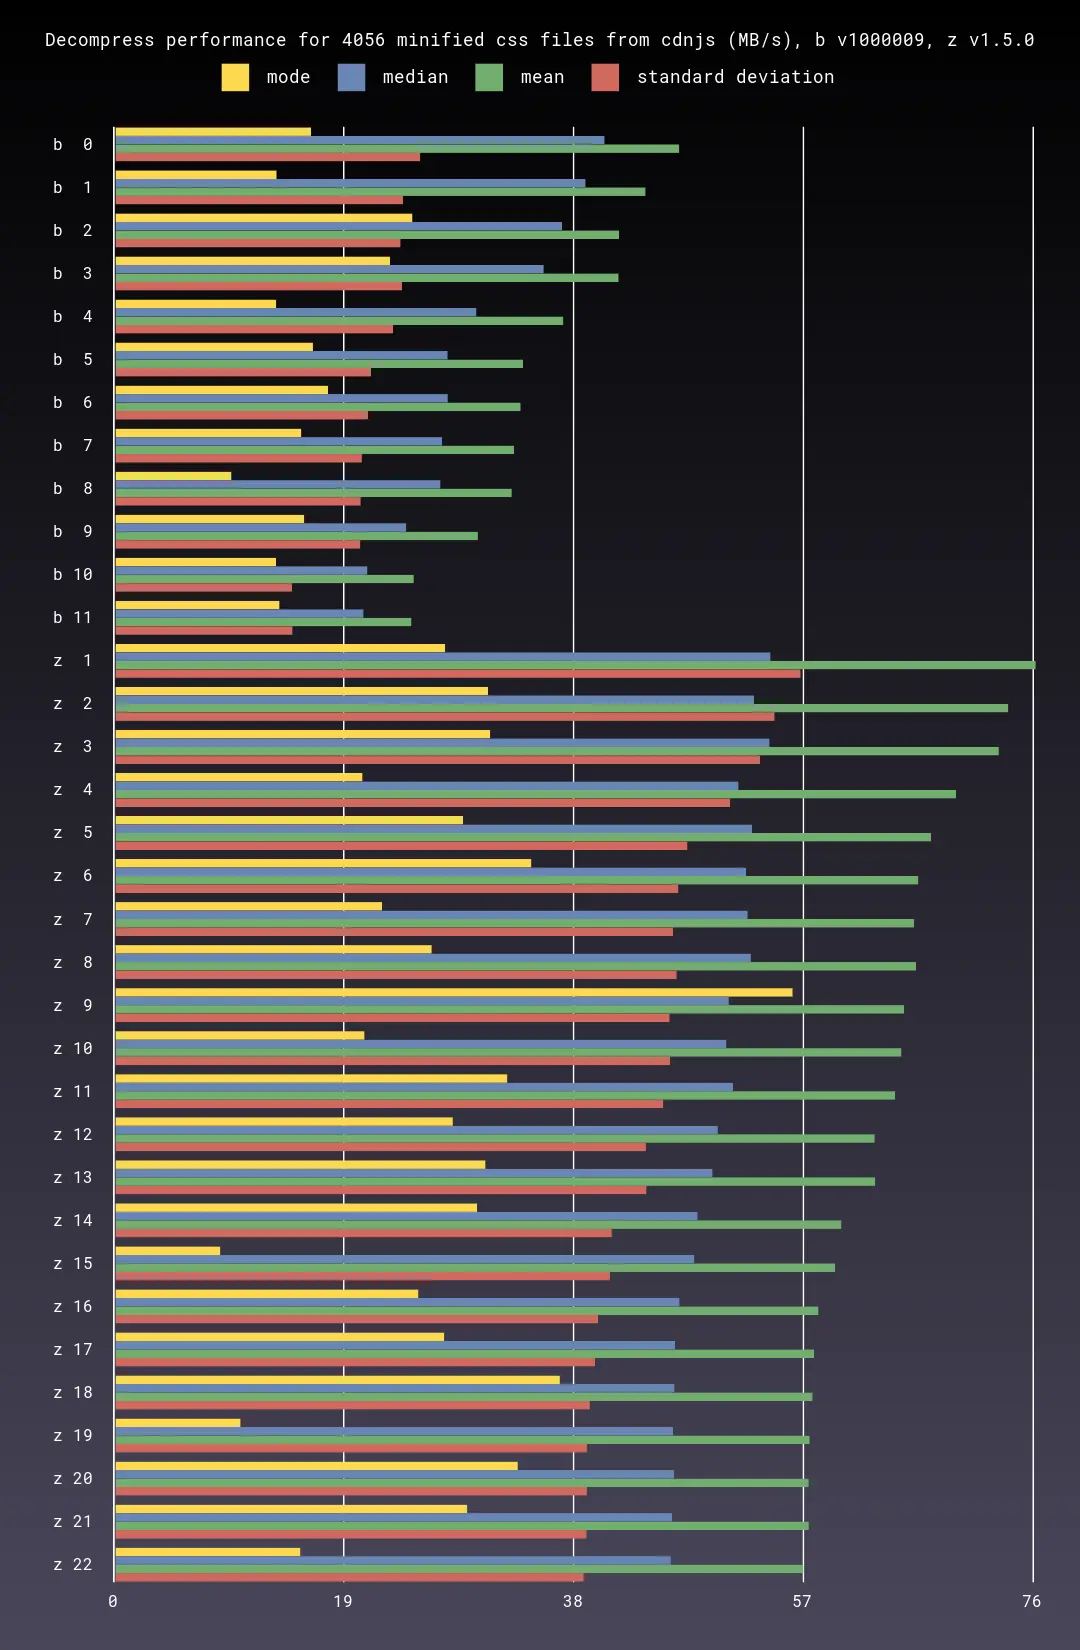 Decompress performance for 4056 minified css files from cdnjs (MB/s), b v1000009, z v1.5.0
mode median mean standard deviation
b 0
b 1
b 2
b 3
b 4
b 5
b 6
b 7
b 8
b 9
b 10
b 11
z 1
z 2
z 3
z 4
z 5
z 6
z 7
z 8
z 9
z 10
z 11
z 12
z 13
z 14
z 15
z 16
z 17
z 18
z 19
z 20
z 21
z 22
0 19 38 57 76